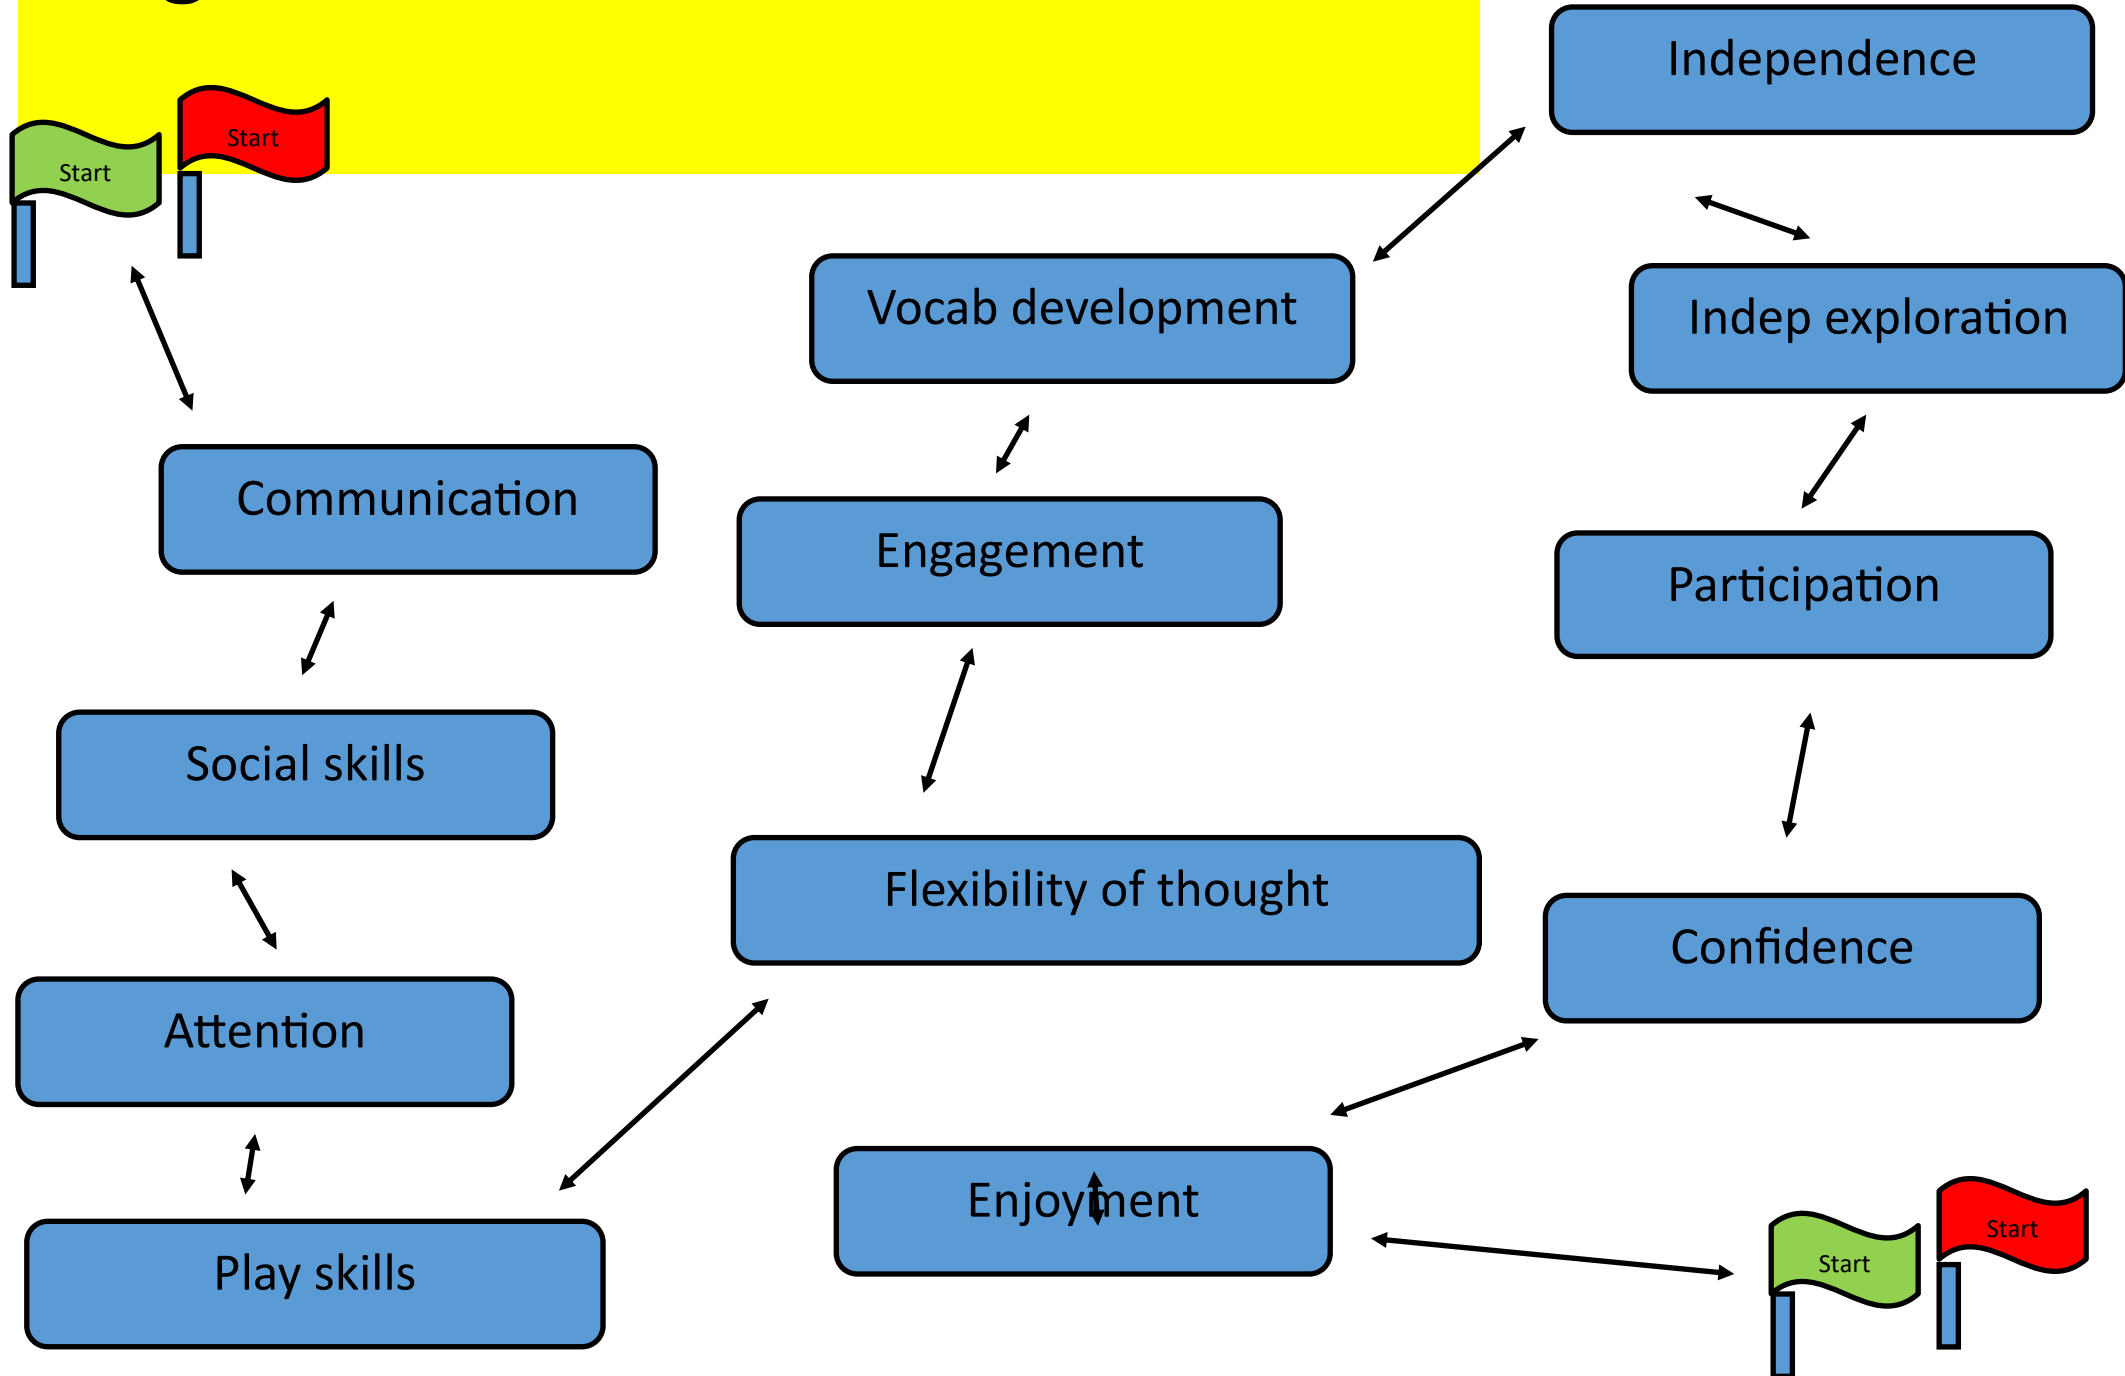 Independence
Start
Start
Vocab development
Indep exploration
Communication
Engagement
Participation
Social skills
Flexibility of thought
Confidence
Attention
Enjoyment
Play skills
Start
Start